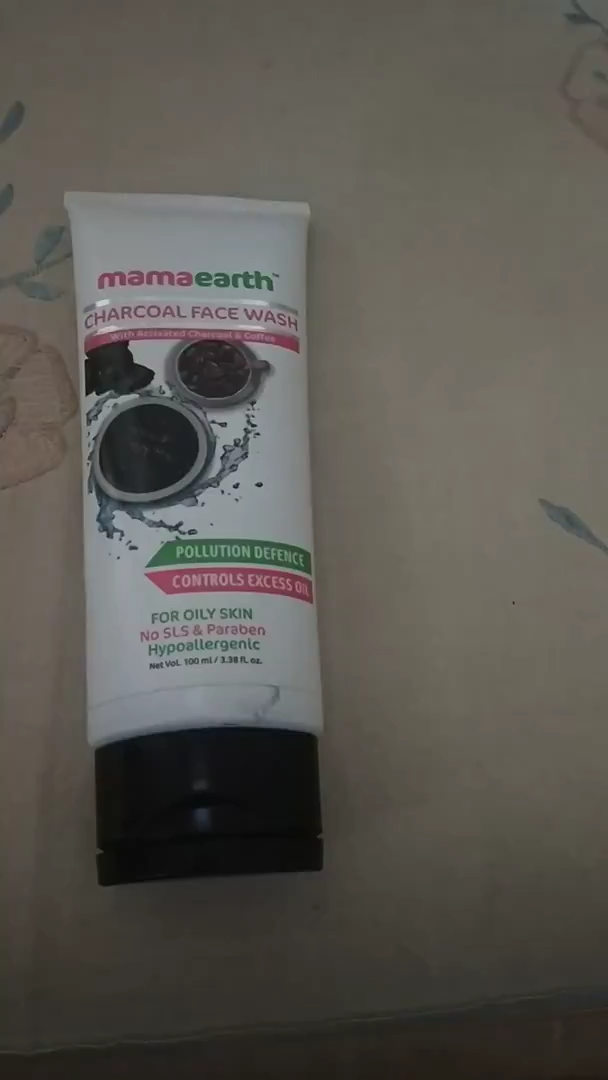 mamaearth™
CHARCOAL FACE WASH
With Activated Charcoal & Coffee
POLLUTION DEFENCE
CONTROLS EXCESS OIL
FOR OILY SKIN
No SLS & Paraben
Hypoallergenic
Net Vol. 100 ml / 3.38 fl. oz.